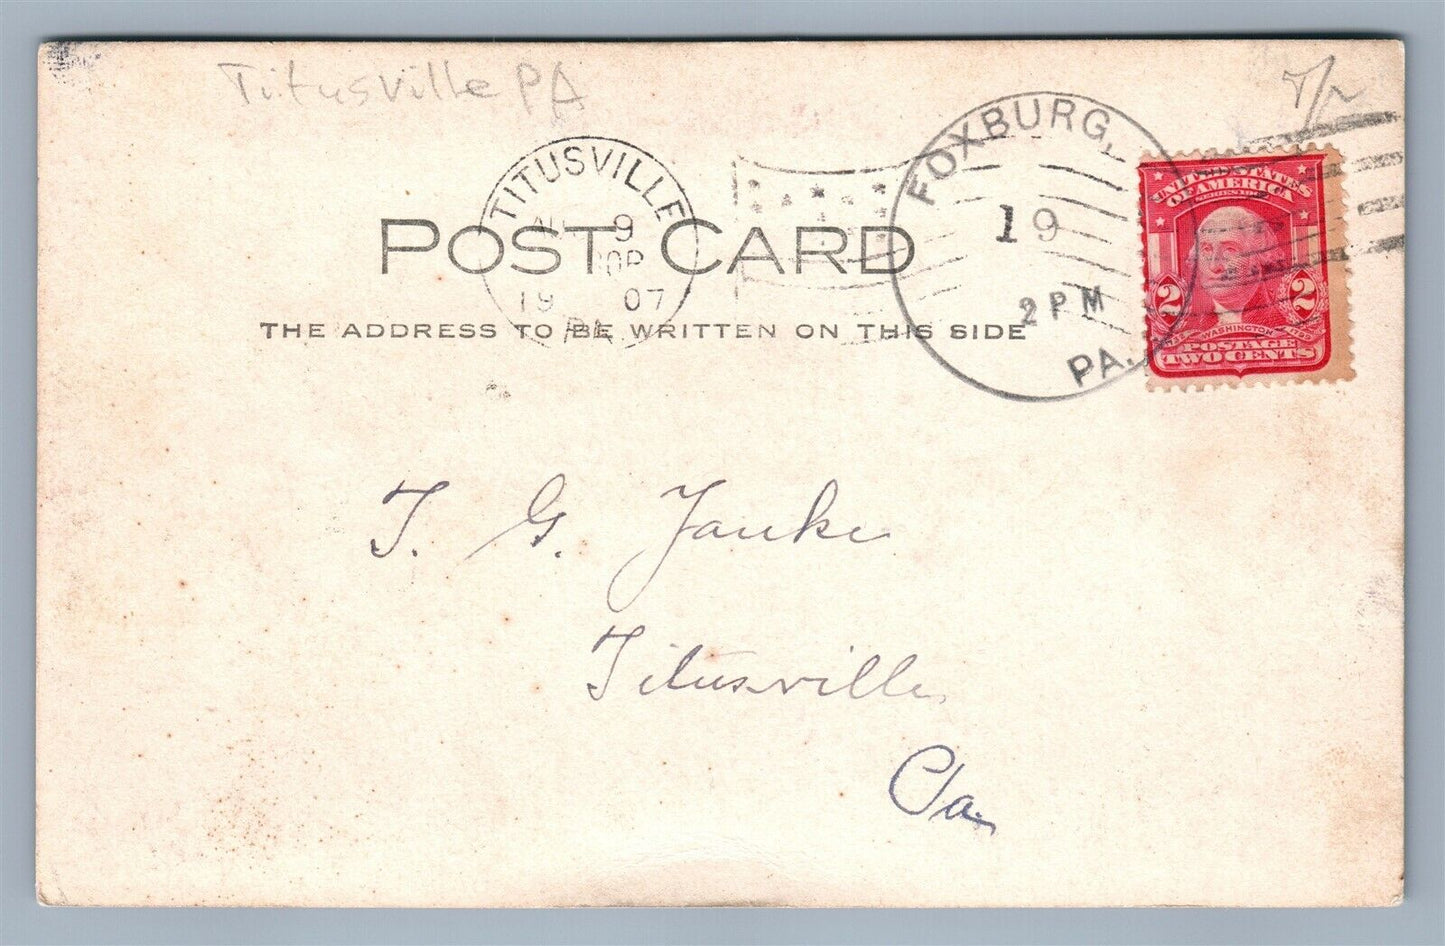 Titusville PA
TITUSVILLE
9
19 07
PA.
FOXBURG,
19
2 PM
PA.
UNITED STATES
OF AMERICA
2 2
WASHINGTON
POSTAGE
TWO CENTS
POST CARD
THE ADDRESS TO BE WRITTEN ON THIS SIDE
T. G. Janke
Titusville
Pa.